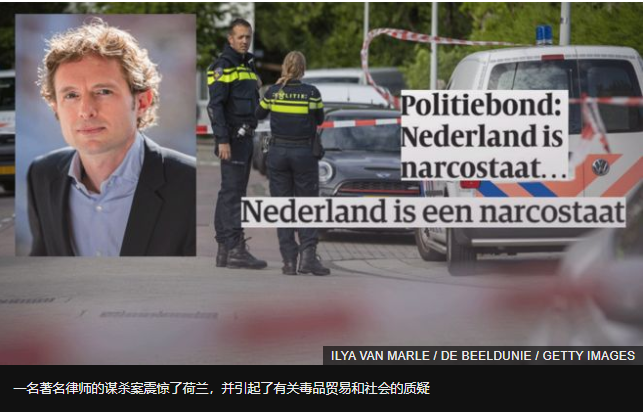 POLITIE
Politiebond:
Nederland is
narcostaat...
Nederland is een narcostaat
ILYA VAN MARLE / DE BEELDUNIE / GETTY IMAGES
一名著名律师的谋杀案震惊了荷兰，并引起了有关毒品贸易和社会的质疑